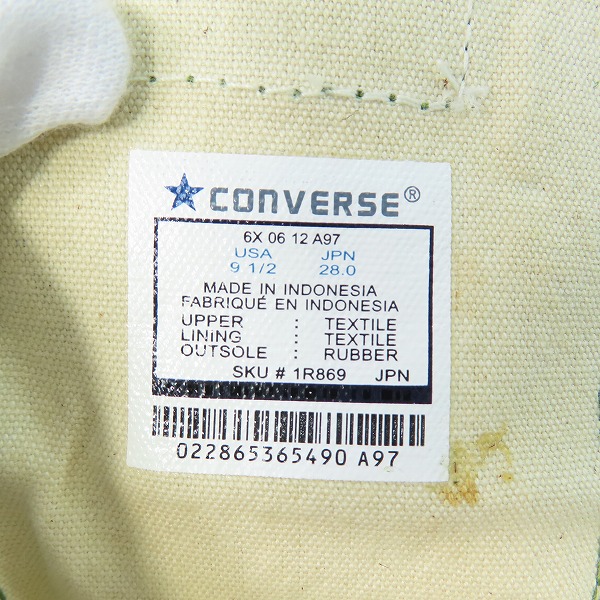 CONVERSE®
6X 06 12 A97
USA JPN
9 1/2 28.0
MADE IN INDONESIA
FABRIQUÉ EN INDONESIA
UPPER : TEXTILE
LINING : TEXTILE
OUTSOLE : RUBBER
SKU # 1R869 JPN
022865365490 A97